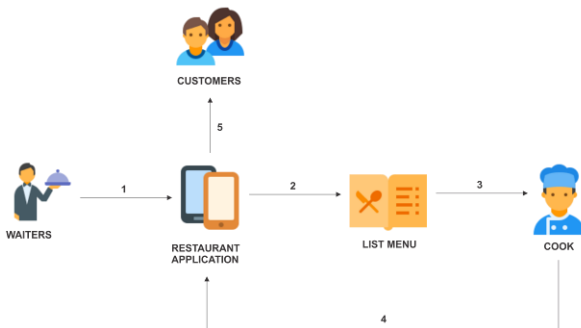 CUSTOMERS
5
1
2
3
WAITERS
RESTAURANT
APPLICATION
LIST MENU
COOK
4